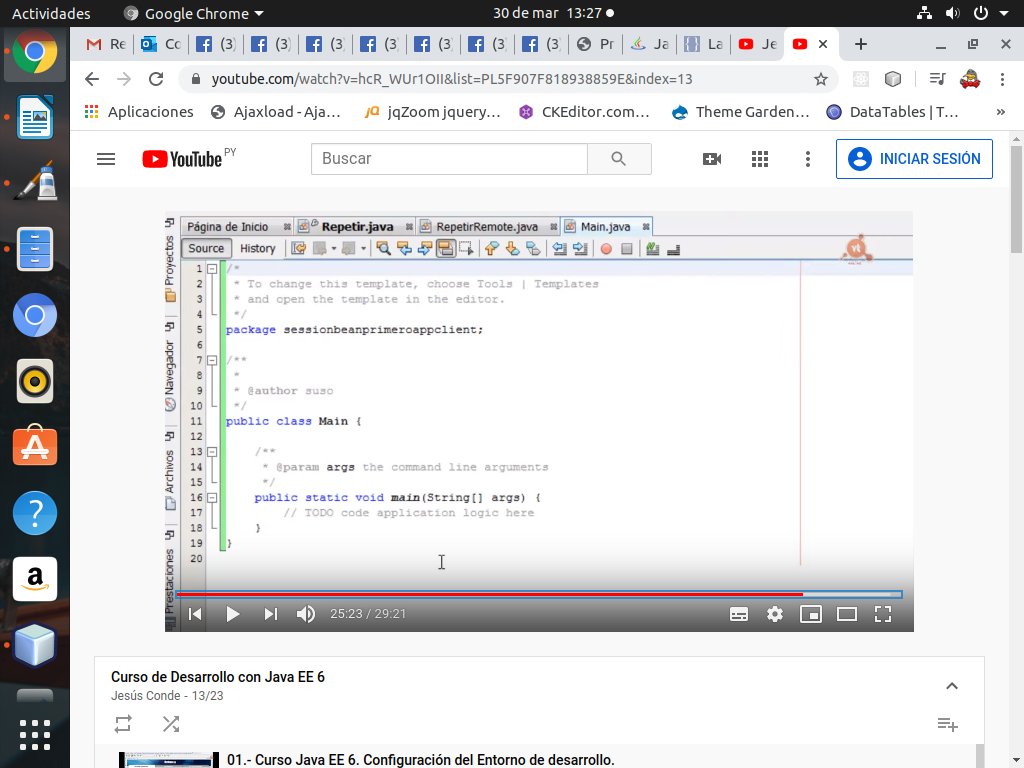 Actividades
Google Chrome
30 de mar 13:27
Re
Co
(3)
(3)
(3
(3
(3)
(3
(3
Pr
Ja
La
Je
youtube.com/watch?v=hcR_WUr1OII&list=PL5F907F818938859E&index=13
Aplicaciones
Ajaxload - Aja...
jqZoom jquery...
CKEditor.com...
Theme Garden...
DataTables | T...
»
YouTube PY
Buscar
INICIAR SESIÓN
Página de Inicio
Repetir.java
RepetirRemote.java
Main.java
Source
History
Proyectos
Navegador
Archivos
Prestaciones
1 /*
2 * To change this template, choose Tools | Templates
3 * and open the template in the editor.
4 */
5 package sessionbeanprimeroappclient;
6
7 /**
8 *
9 * @author suso
10 */
11 public class Main {
12
13 /**
14 * @param args the command line arguments
15 */
16 public static void main(String[] args) {
17 // TODO code application logic here
18 }
19 }
20
25:23 / 29:21
Curso de Desarrollo con Java EE 6
Jesús Conde - 13/23
01.- Curso Java EE 6. Configuración del Entorno de desarrollo.